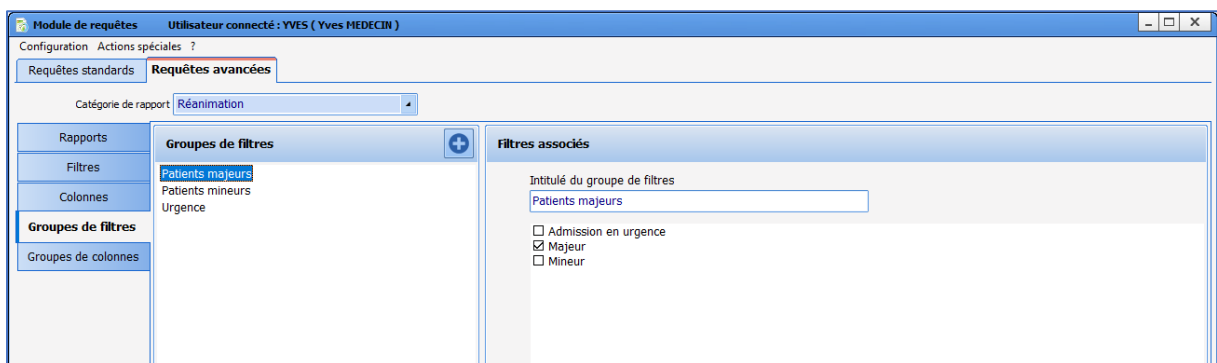 Module de requêtes Utilisateur connecté : YVES ( Yves MEDECIN )
Configuration Actions spéciales ?
Requêtes standards Requêtes avancées
Catégorie de rapport Réanimation
Rapports
Filtres
Colonnes
Groupes de filtres
Groupes de colonnes
Groupes de filtres
Patients majeurs
Patients mineurs
Urgence
Filtres associés
Intitulé du groupe de filtres
Patients majeurs
Admission en urgence
Majeur
Mineur